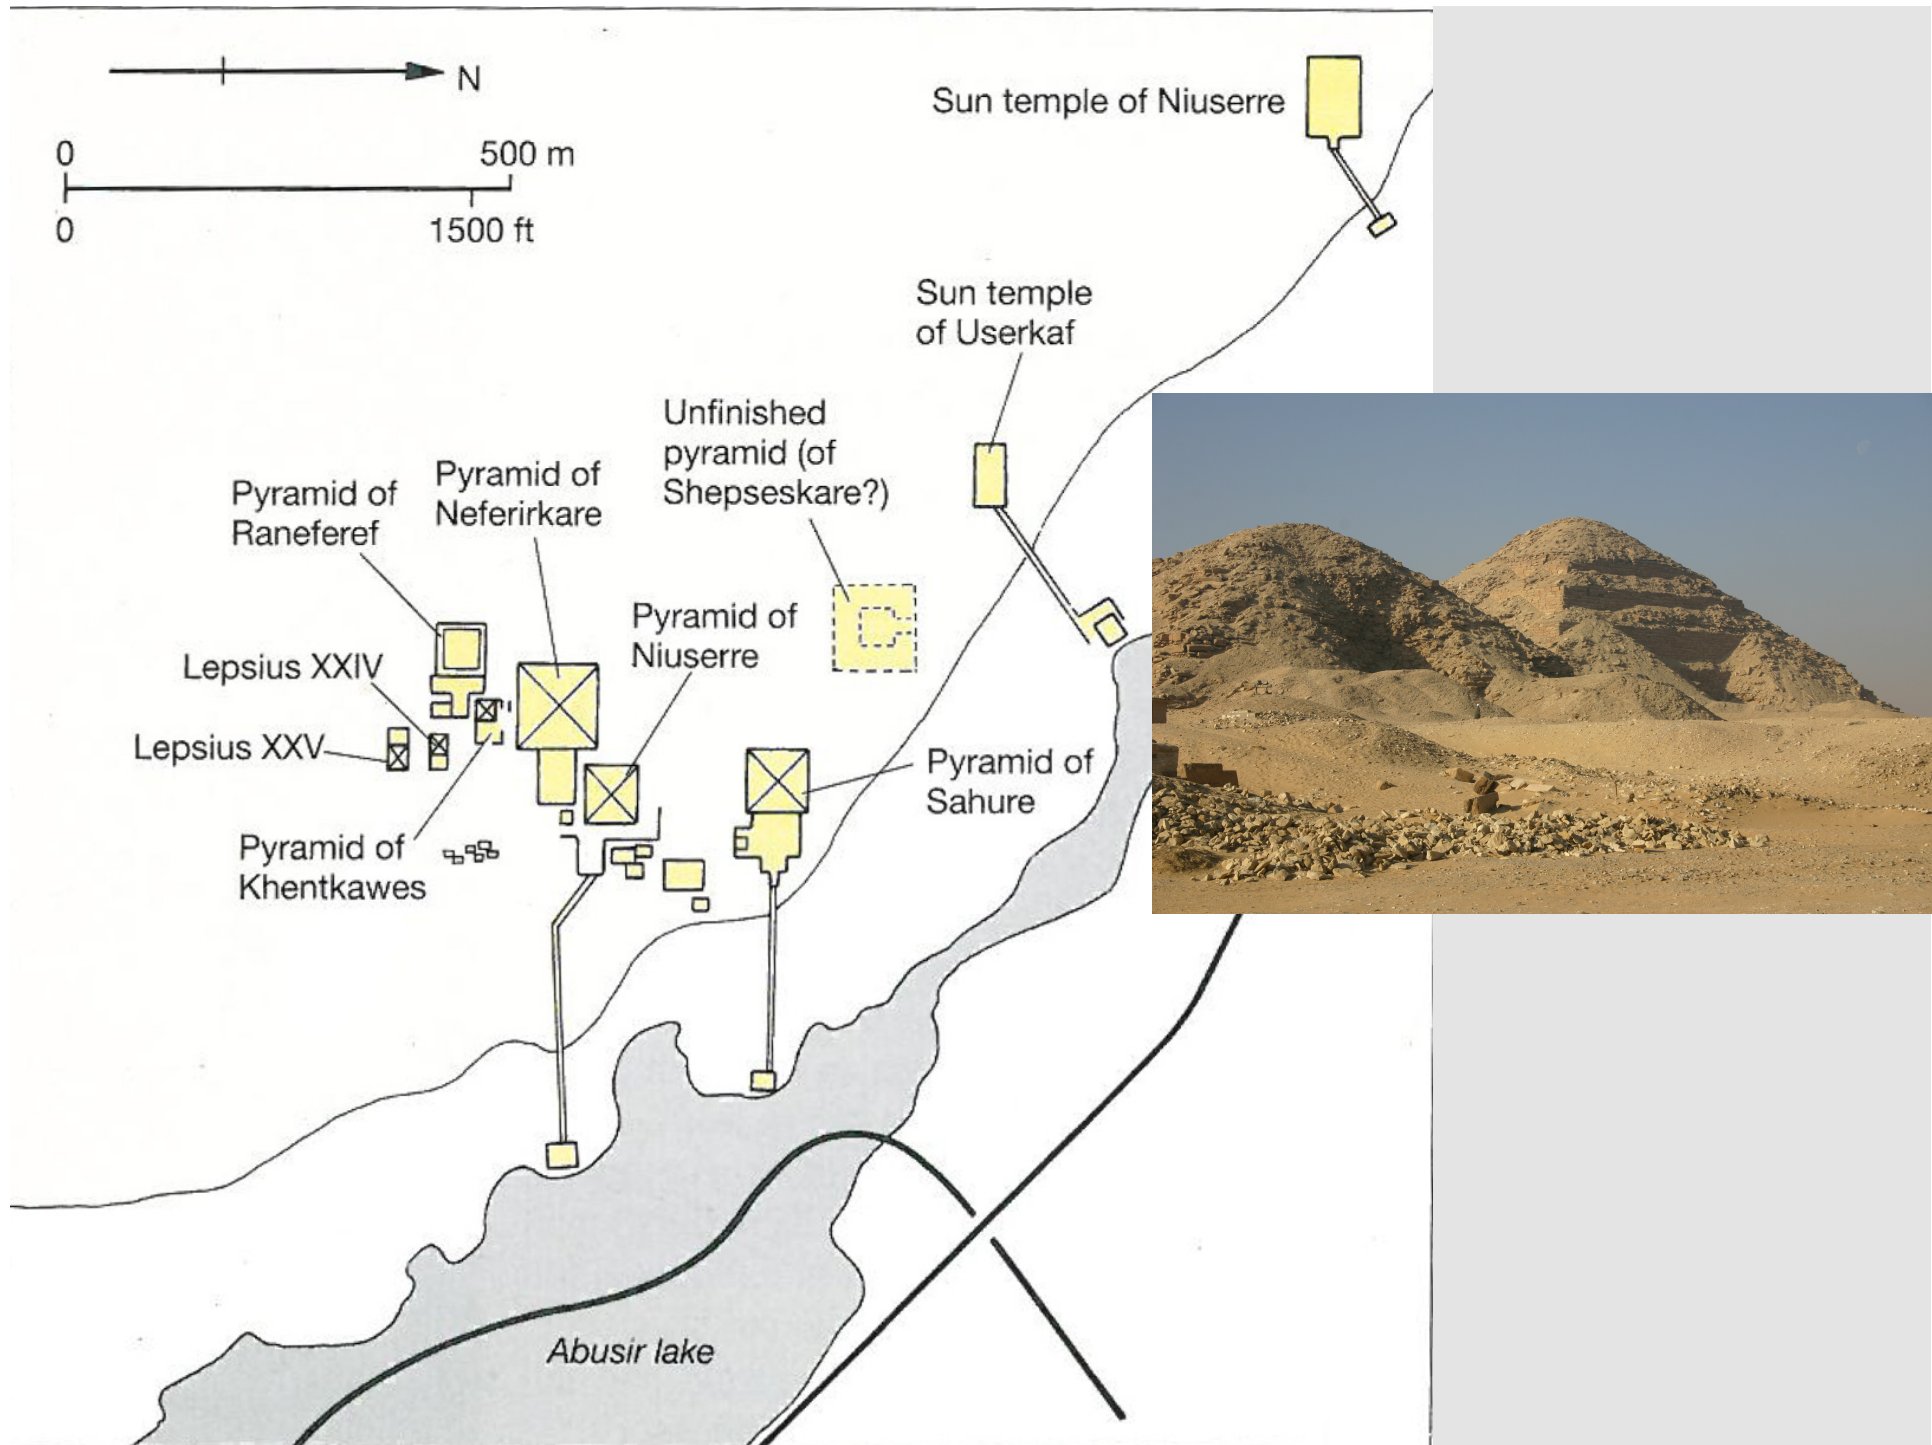 N
0 500 m
0 1500 ft
Sun temple of Niuserre
Sun temple
of Userkaf
Unfinished
pyramid (of
Shepseskare?)
Pyramid of
Neferirkare
Pyramid of
Raneferef
Pyramid of
Niuserre
Lepsius XXIV
Lepsius XXV
Pyramid of
Sahure
Pyramid of
Khentkawes
Abusir lake